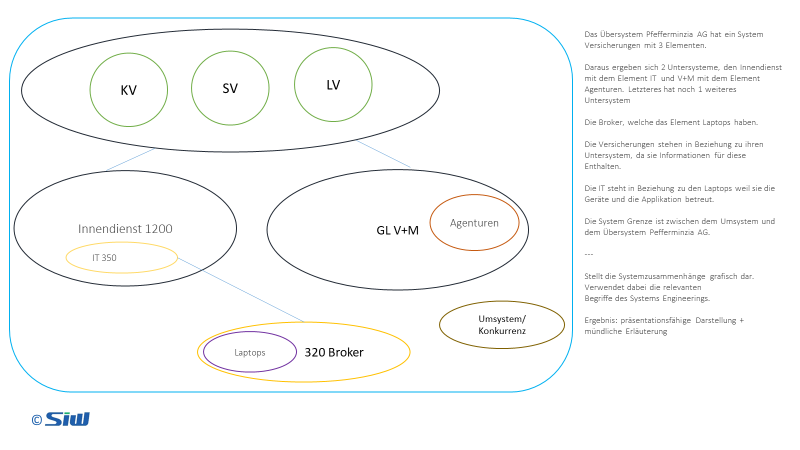 KV
SV
LV
Innendienst 1200
IT 350
GL V+M
Agenturen
Umsystem/
Konkurrenz
Laptops
320 Broker
© SIW
Das Übersystem Pfefferminzia AG hat ein System
Versicherungen mit 3 Elementen.
Daraus ergeben sich 2 Untersysteme, den Innendienst
mit dem Element IT und V+M mit dem Element
Agenturen. Letzteres hat noch 1 weiteres
Untersystem
Die Broker, welche das Element Laptops haben.
Die Versicherungen stehen in Beziehung zu ihren
Untersystem, da sie Informationen für diese
Enthalten.
Die IT steht in Beziehung zu den Laptops weil sie die
Geräte und die Applikation betreut.
Die System Grenze ist zwischen dem Umsystem und
dem Übersystem Pefferminzia AG.
---
Stellt die Systemzusammenhänge grafisch dar.
Verwendet dabei die relevanten
Begriffe des Systems Engineerings.
Ergebnis: präsentationsfähige Darstellung +
mündliche Erläuterung